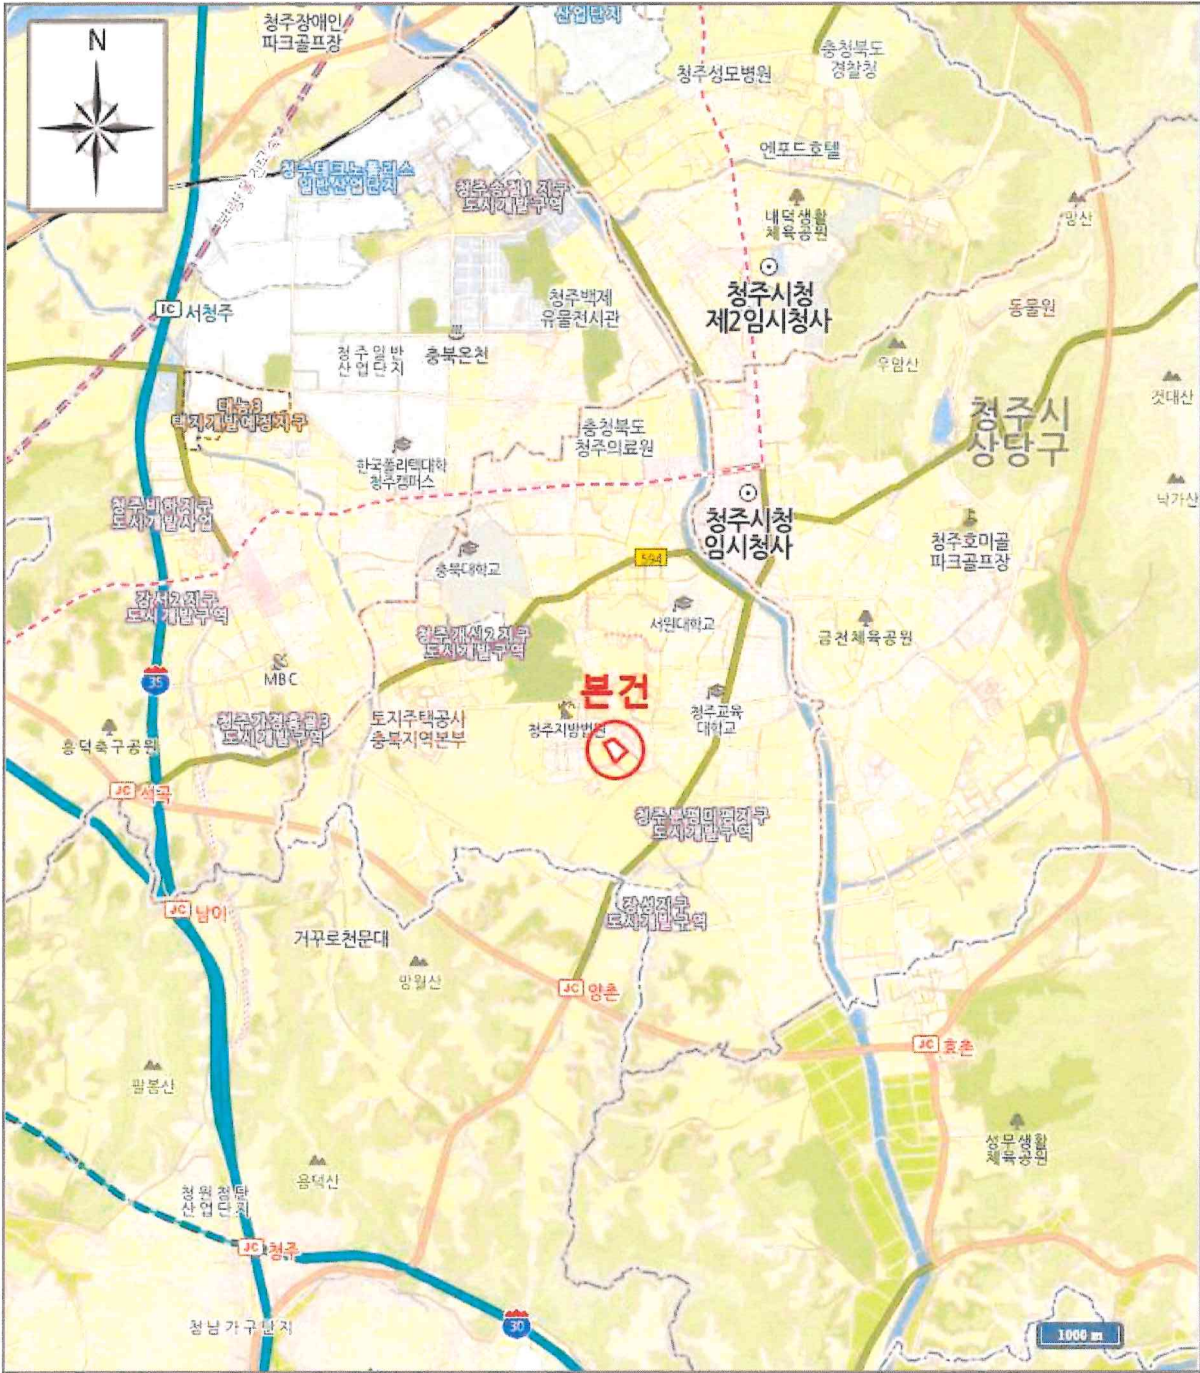 N
청주장애인
파크골프장
산업단지
청주성모병원
충청북도
경찰청
엔포드호텔
청주테크노폴리스
일반산업단지
청주송절1지구
도시개발구역
내덕생활
체육공원
망산
청주시청
제2임시청사
IC 서청주
청주백제
유물전시관
동물원
청주일반
산업단지
충북온천
우암산
것대산
택지개발예정지구
청주시
상당구
충청북도
청주의료원
한국폴리텍대학
청주캠퍼스
낙가산
청주비하지구
도시개발사업
청주시청
임시청사
청주호미골
파크골프장
594
충북대학교
강서2지구
도시개발구역
서원대학교
청주개신2지구
도시개발구역
금천체육공원
35
MBC
본건
청주교육
대학교
청주지방법원
토지주택공사
충북지역본부
청주가경홍골3
도시개발구역
흥덕축구공원
JC 석곡
청주분평미평지구
도시개발구역
JC 남이
장성지구
도시개발구역
거꾸로천문대
망월산
JC 양촌
JC 효촌
팔봉산
성무생활
체육공원
용덕산
청원첨단
산업단지
JC 청주
청남가구단지
30
1000 m